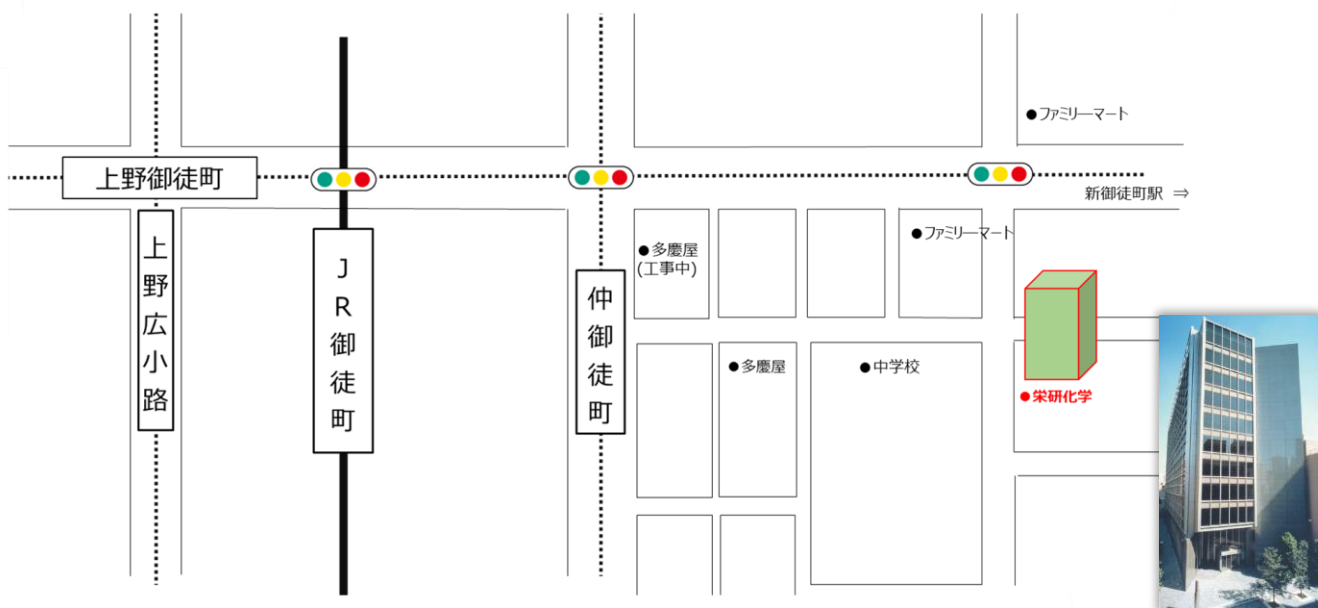 ●ファミリーマート
上野御徒町
新御徒町駅 ⇒
上野広小路
JR御徒町
仲御徒町
●多慶屋
(工事中)
●ファミリーマート
●多慶屋
●中学校
●栄研化学